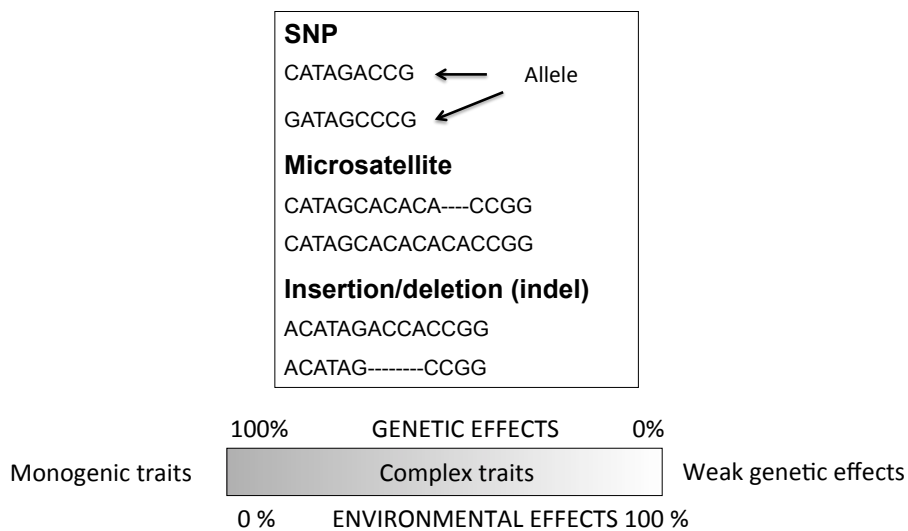 SNP
CATAGACCG
Allele
GATAGCCCG
Microsatellite
CATAGCACACA----CCGG
CATAGCACACACACCGG
Insertion/deletion (indel)
ACATAGACCACCGG
ACATAG--------CCGG
100% GENETIC EFFECTS 0%
Monogenic traits Complex traits Weak genetic effects
0 % ENVIRONMENTAL EFFECTS 100 %